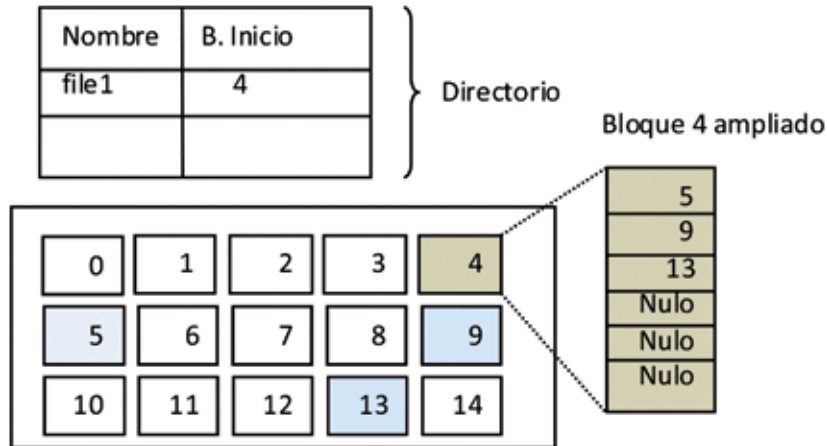 Nombre B. Inicio
file1 4
Directorio
Bloque 4 ampliado
0 1 2 3 4
5 6 7 8 9
10 11 12 13 14
5
9
13
Nulo
Nulo
Nulo